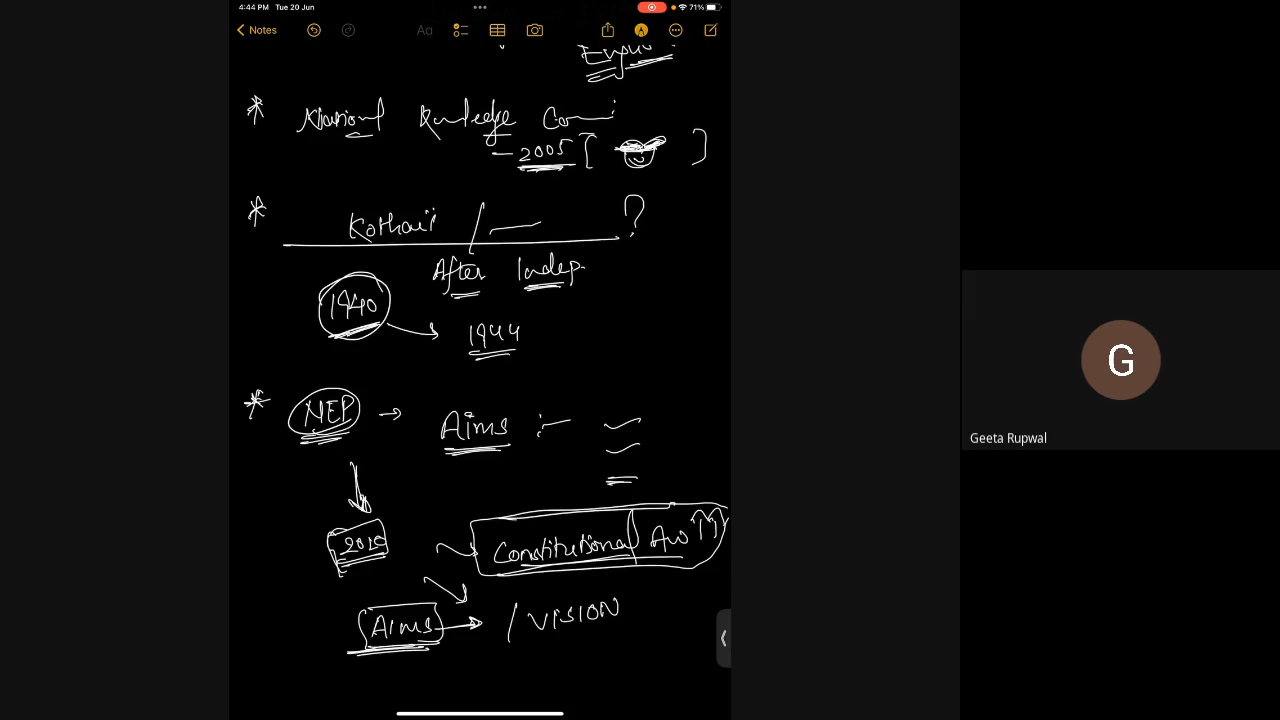 4:44 PM Tue 20 Jun
71%
Notes
Aa
* National Knowledge Com
- 2005 [ ]
* Kothari / — ?
After Indep.
1940
1944
* NEP → Aims :-
Constitutional
Aims → / VISION
G
Geeta Rupwal